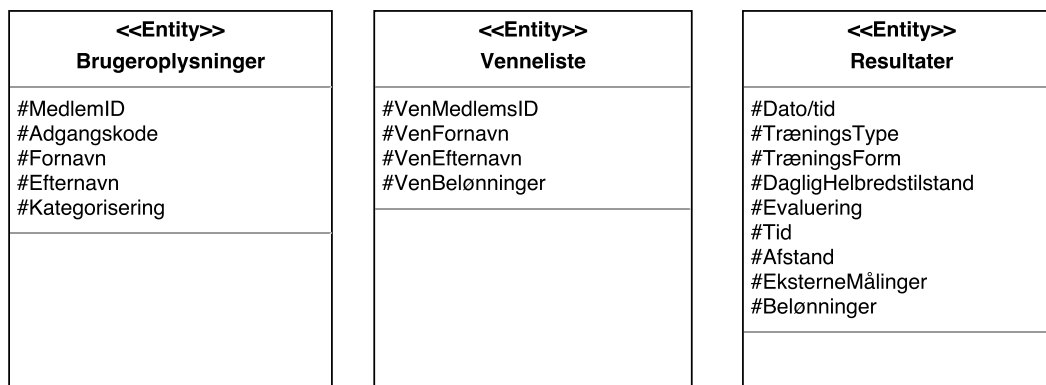 <<Entity>>
Brugeroplysninger
#MedlemID
#Adgangskode
#Fornavn
#Efternavn
#Kategorisering
<<Entity>>
Venneliste
#VenMedlemsID
#VenFornavn
#VenEfternavn
#VenBelønninger
<<Entity>>
Resultater
#Dato/tid
#TræningsType
#TræningsForm
#DagligHelbredstilstand
#Evaluering
#Tid
#Afstand
#EksterneMålinger
#Belønninger